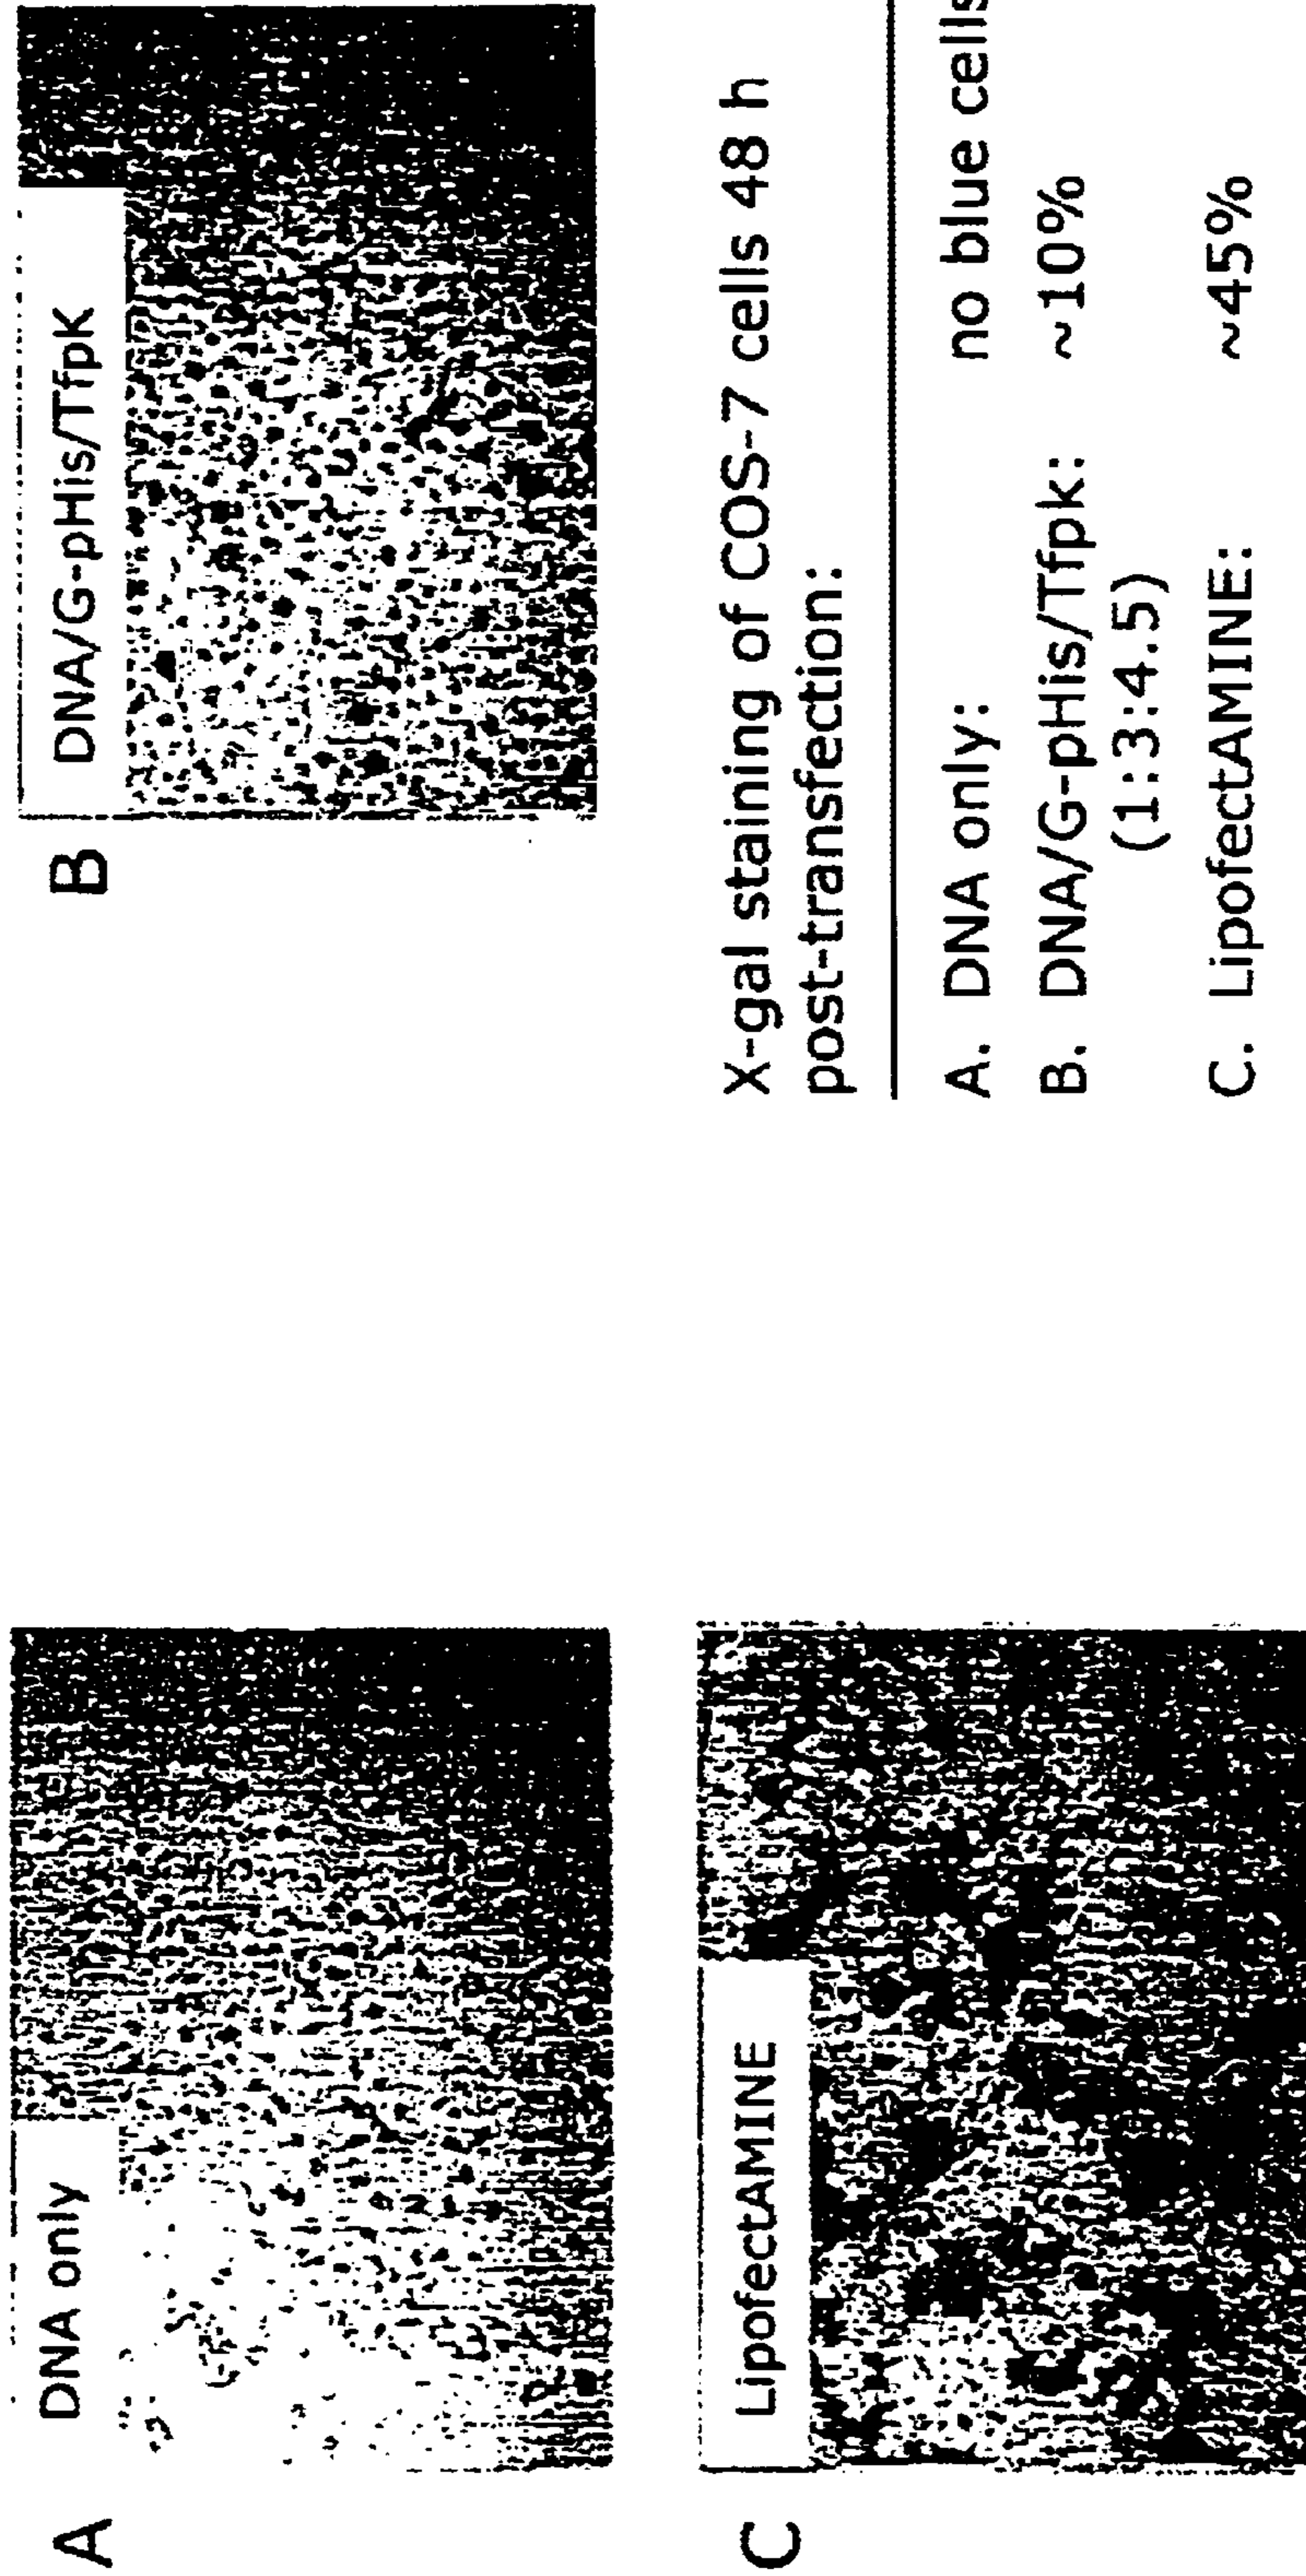 A
DNA only
B
DNA/G-pHis/TfpK
C
LipofectAMINE
X-gal staining of COS-7 cells 48 h
post-transfection:
A. DNA only: no blue cells
B. DNA/G-pHis/Tfpk: ~10%
(1:3:4.5)
C. LipofectAMINE: ~45%